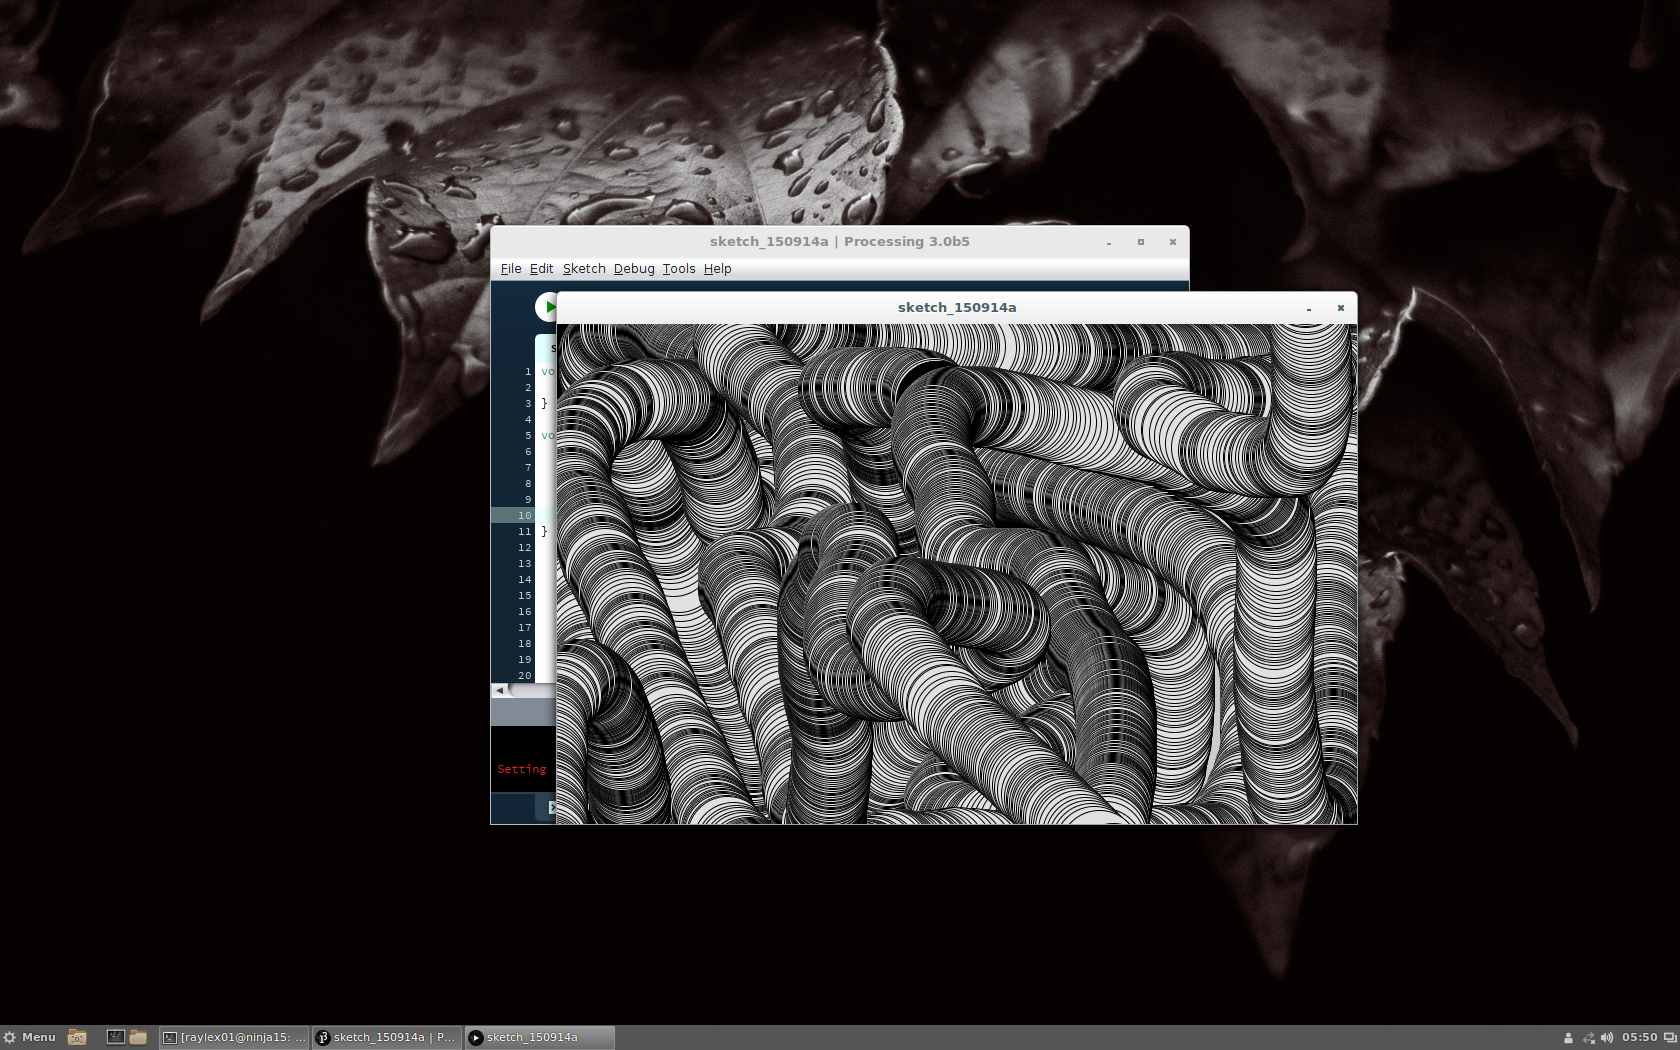 sketch_150914a | Processing 3.0b5
File Edit Sketch Debug Tools Help
sketch_150914a
s
1 vo
2
3 }
4
5 vo
6
7
8
9
10
11 }
12
13
14
15
16
17
18
19
20
Setting
Menu
[raylex01@ninja15: ...
sketch_150914a | P...
sketch_150914a
05:50